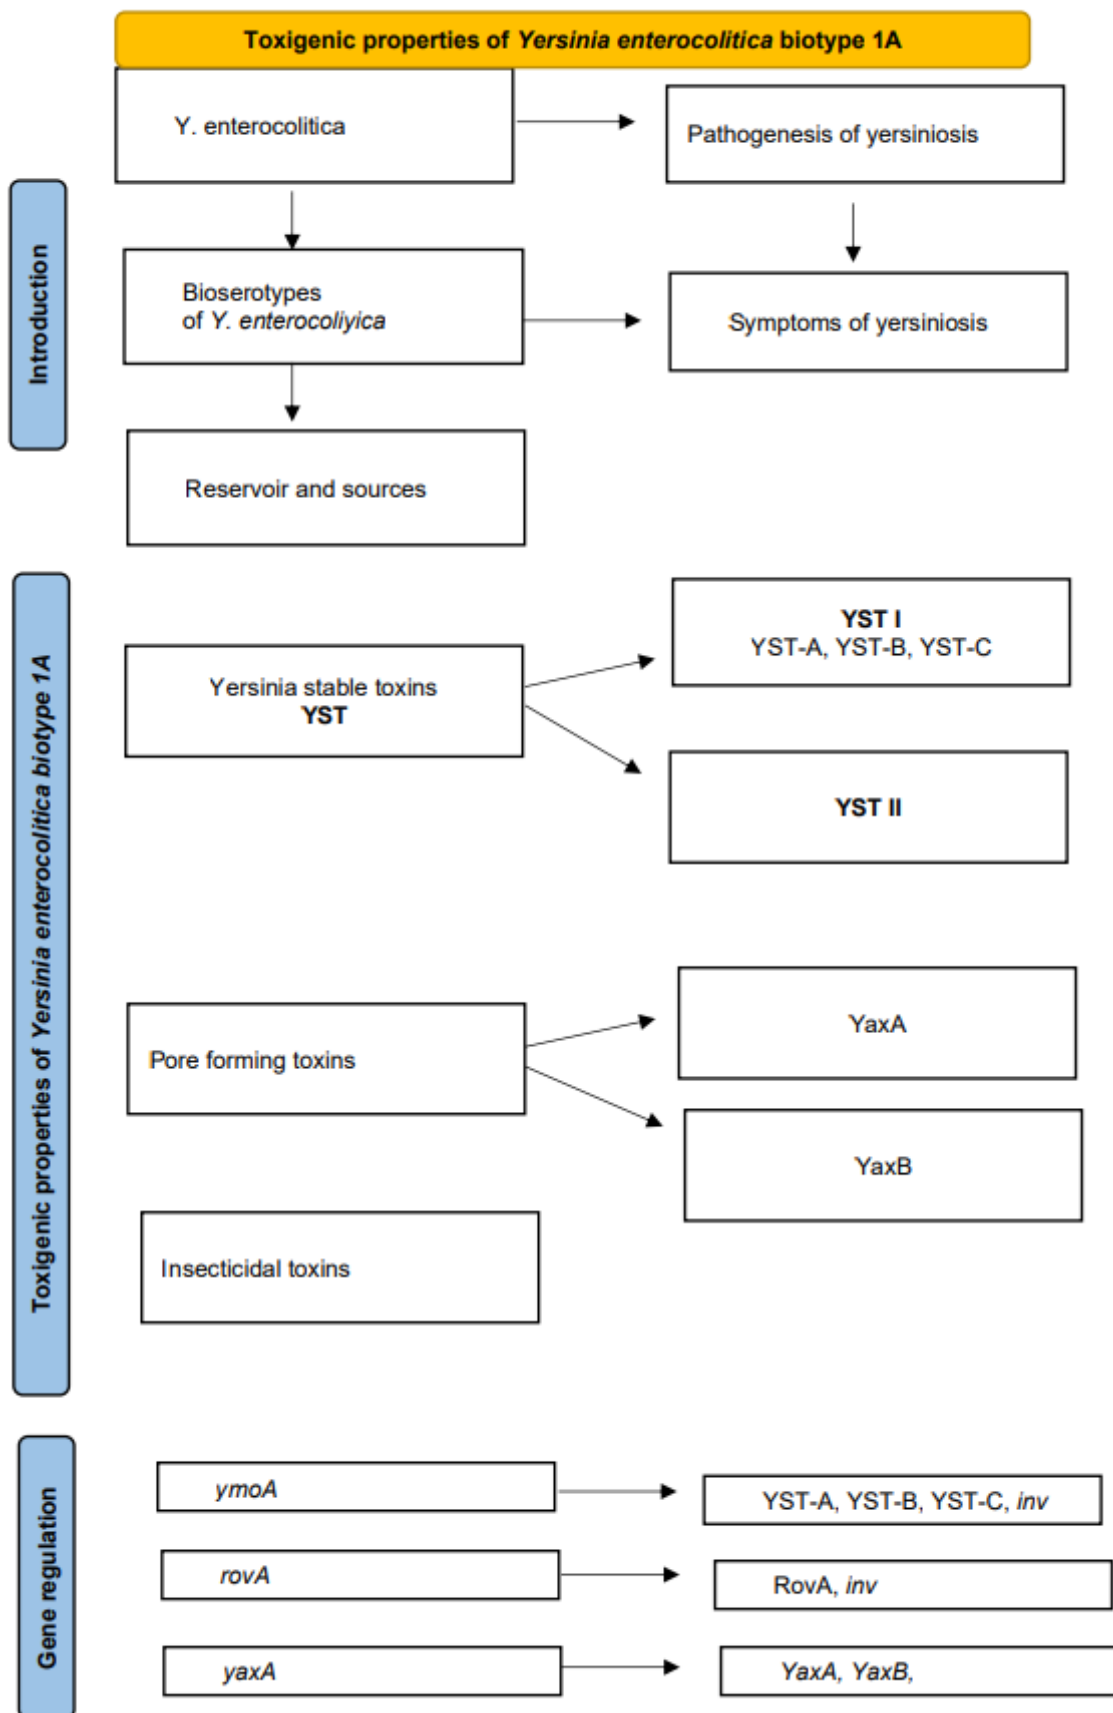 Toxigenic properties of Yersinia enterocolitica biotype 1A
Introduction
Y. enterocolitica
Pathogenesis of yersiniosis
Bioserotypes
of Y. enterocoliyica
Symptoms of yersiniosis
Reservoir and sources
Toxigenic properties of Yersinia enterocolitica biotype 1A
Yersinia stable toxins
YST
YST I
YST-A, YST-B, YST-C
YST II
Pore forming toxins
YaxA
YaxB
Insecticidal toxins
Gene regulation
ymoA
YST-A, YST-B, YST-C, inv
rovA
RovA, inv
yaxA
YaxA, YaxB,